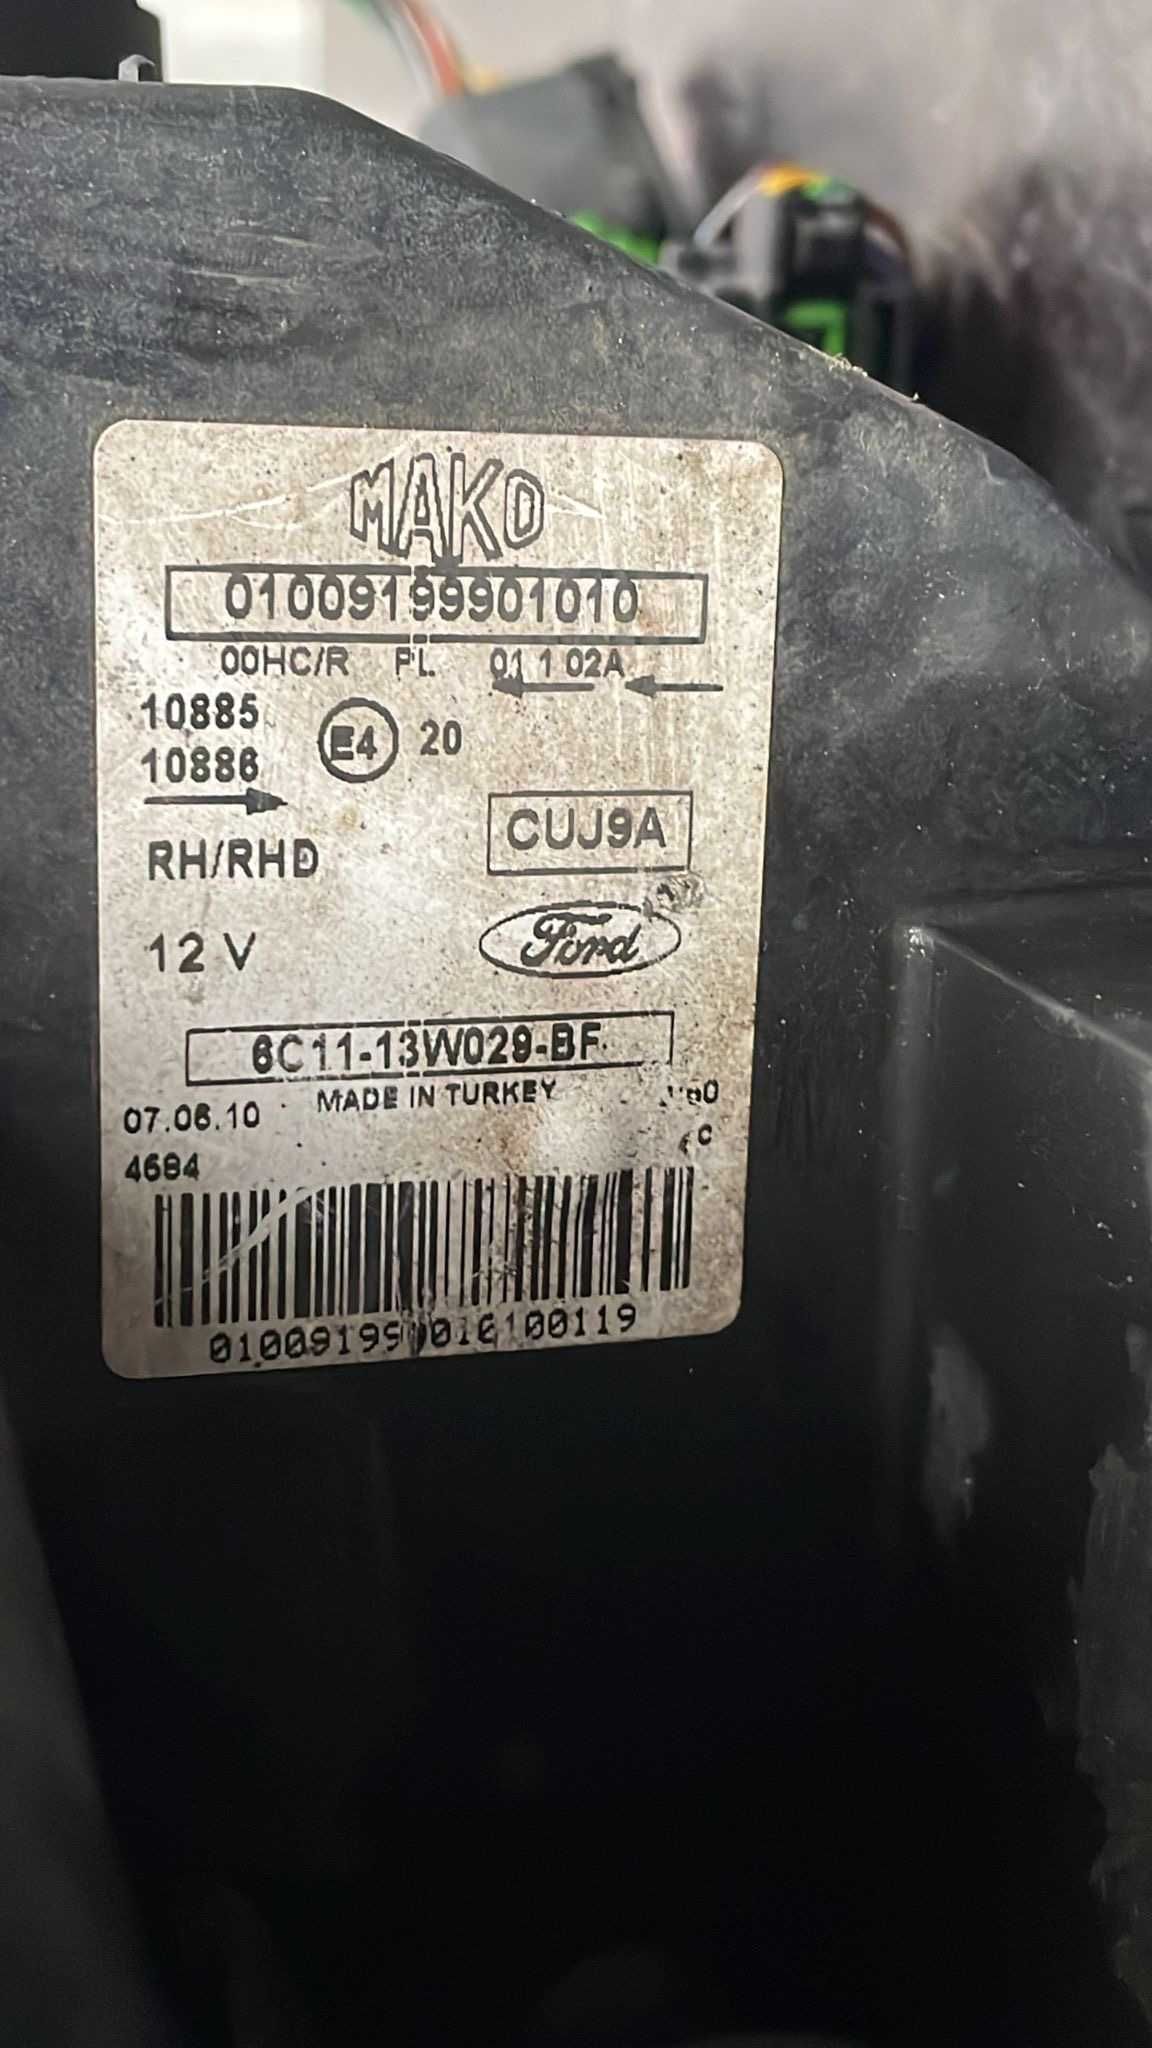 MAKO
01009199901010
00HC/R PL 01 1 02A
10885
10886
E4 20
RH/RHD
CUJ9A
12 V
Ford
6C11-13W029-BF
MADE IN TURKEY
07.06.10
4684